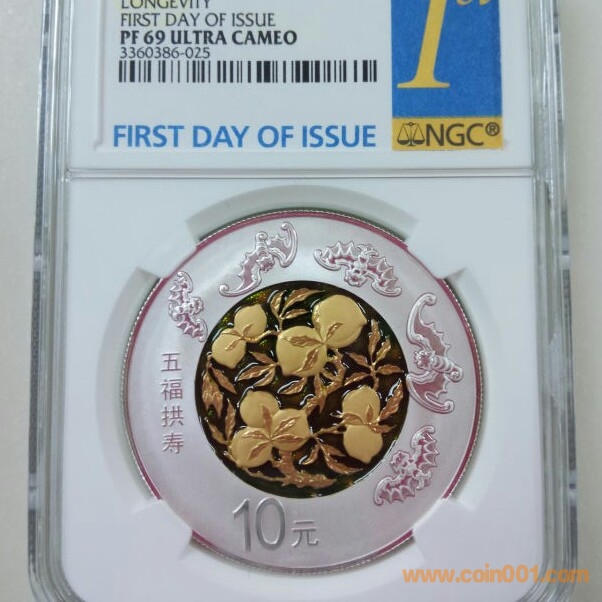 LONGEVITY
FIRST DAY OF ISSUE
PF 69 ULTRA CAMEO
3360386-025
1st
FIRST DAY OF ISSUE
NGC®
五福拱寿
10元
www.coin001.com